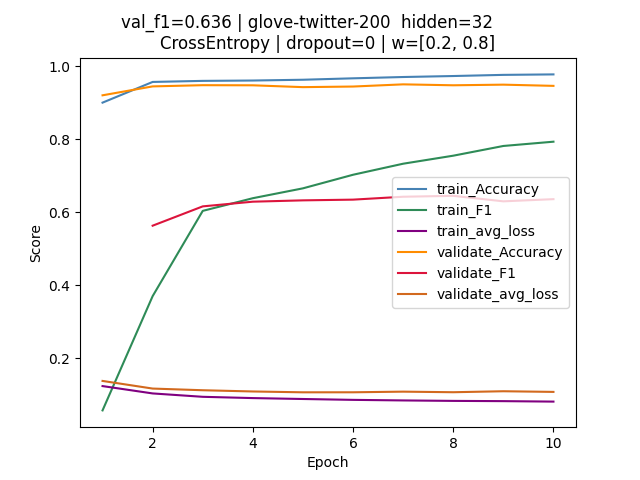 val_f1=0.636 | glove-twitter-200  hidden=32
CrossEntropy | dropout=0 | w=[0.2, 0.8]
1.0
0.8
0.6
0.4
0.2
Score
train_Accuracy
train_F1
train_avg_loss
validate_Accuracy
validate_F1
validate_avg_loss
2 4 6 8 10
Epoch